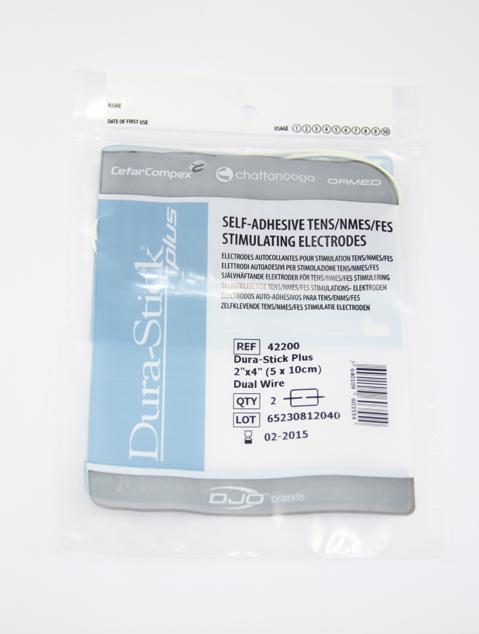 NAME
DATE OF FIRST USE
USAGE 1 2 3 4 5 6 7 8 9 10
CefarCompex chattanooga ORMED
SELF-ADHESIVE TENS/NMES/FES
STIMULATING ELECTRODES
ELECTRODES AUTOCOLLANTES POUR STIMULATION TENS/NMES/FES
ELETTRODI AUTOADESIM PER STIMOLAZIONE TENS/NMES/FES
SJÄLVHÄFTANDE ELEKTRODER FÖR TENS/NMES/FES STIMULERING
SELBSTKLEBENDE TENS/NMES/FES STIMULATIONS- ELEKTRODEN
ELECTRODOS AUTO-ADHESIVOS PARA TENS/ENMS/FES
ZELFKLEVENDE TENS/NMES/FES STIMULATIE ELECTRODEN
Dura-Stick plus
REF 42200
Dura-Stick Plus
2"x4" (5 x 10cm)
Dual Wire
QTY 2
LOT 65230812040
02-2015
DJO™ brands